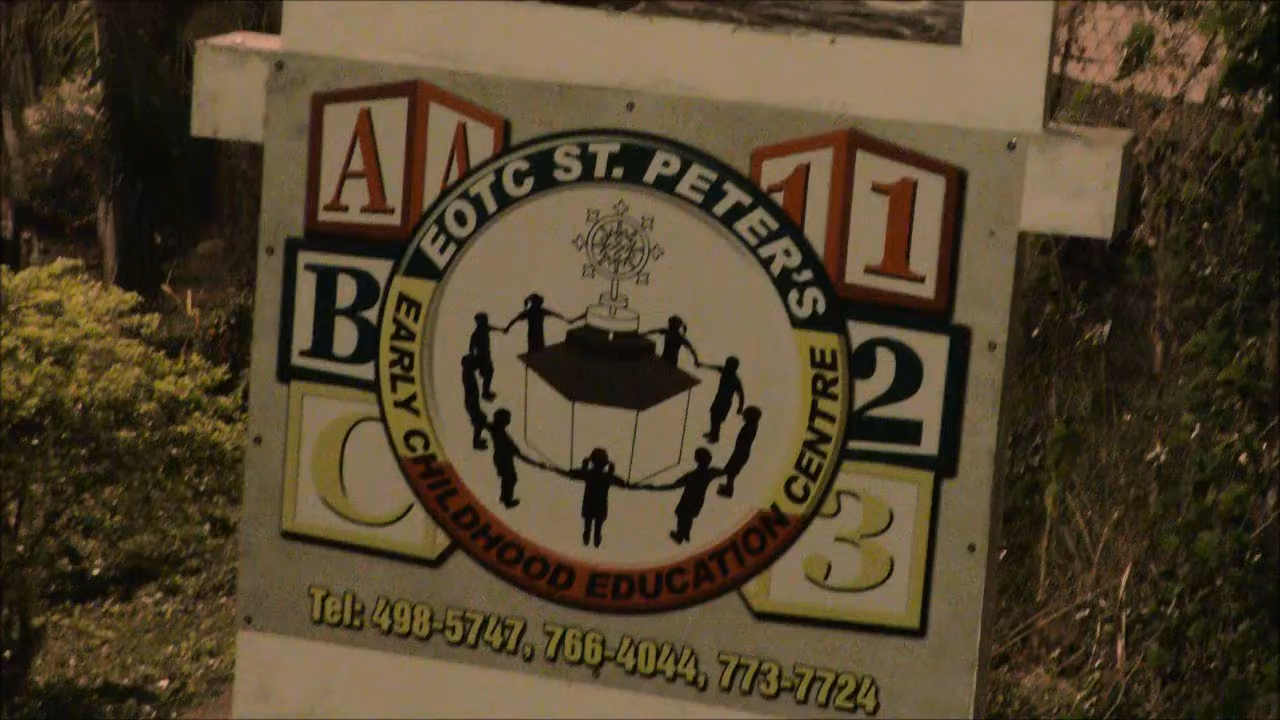 A A
B
C
EOTC ST. PETER'S
EARLY CHILDHOOD EDUCATION CENTRE
1 1
2
3
Tel: 498-5747, 766-4044, 773-7724